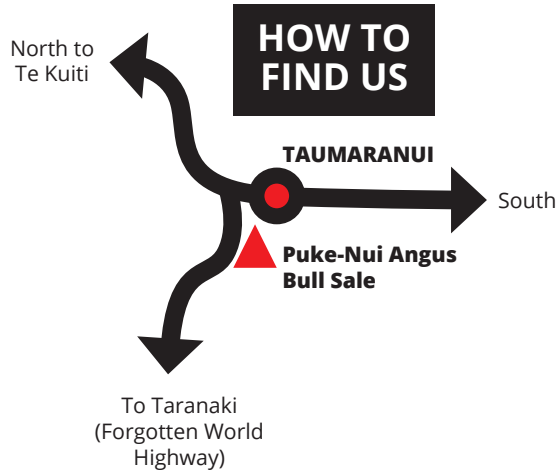 HOW TO
FIND US
North to
Te Kuiti
TAUMARANUI
South
Puke-Nui Angus
Bull Sale
To Taranaki
(Forgotten World
Highway)